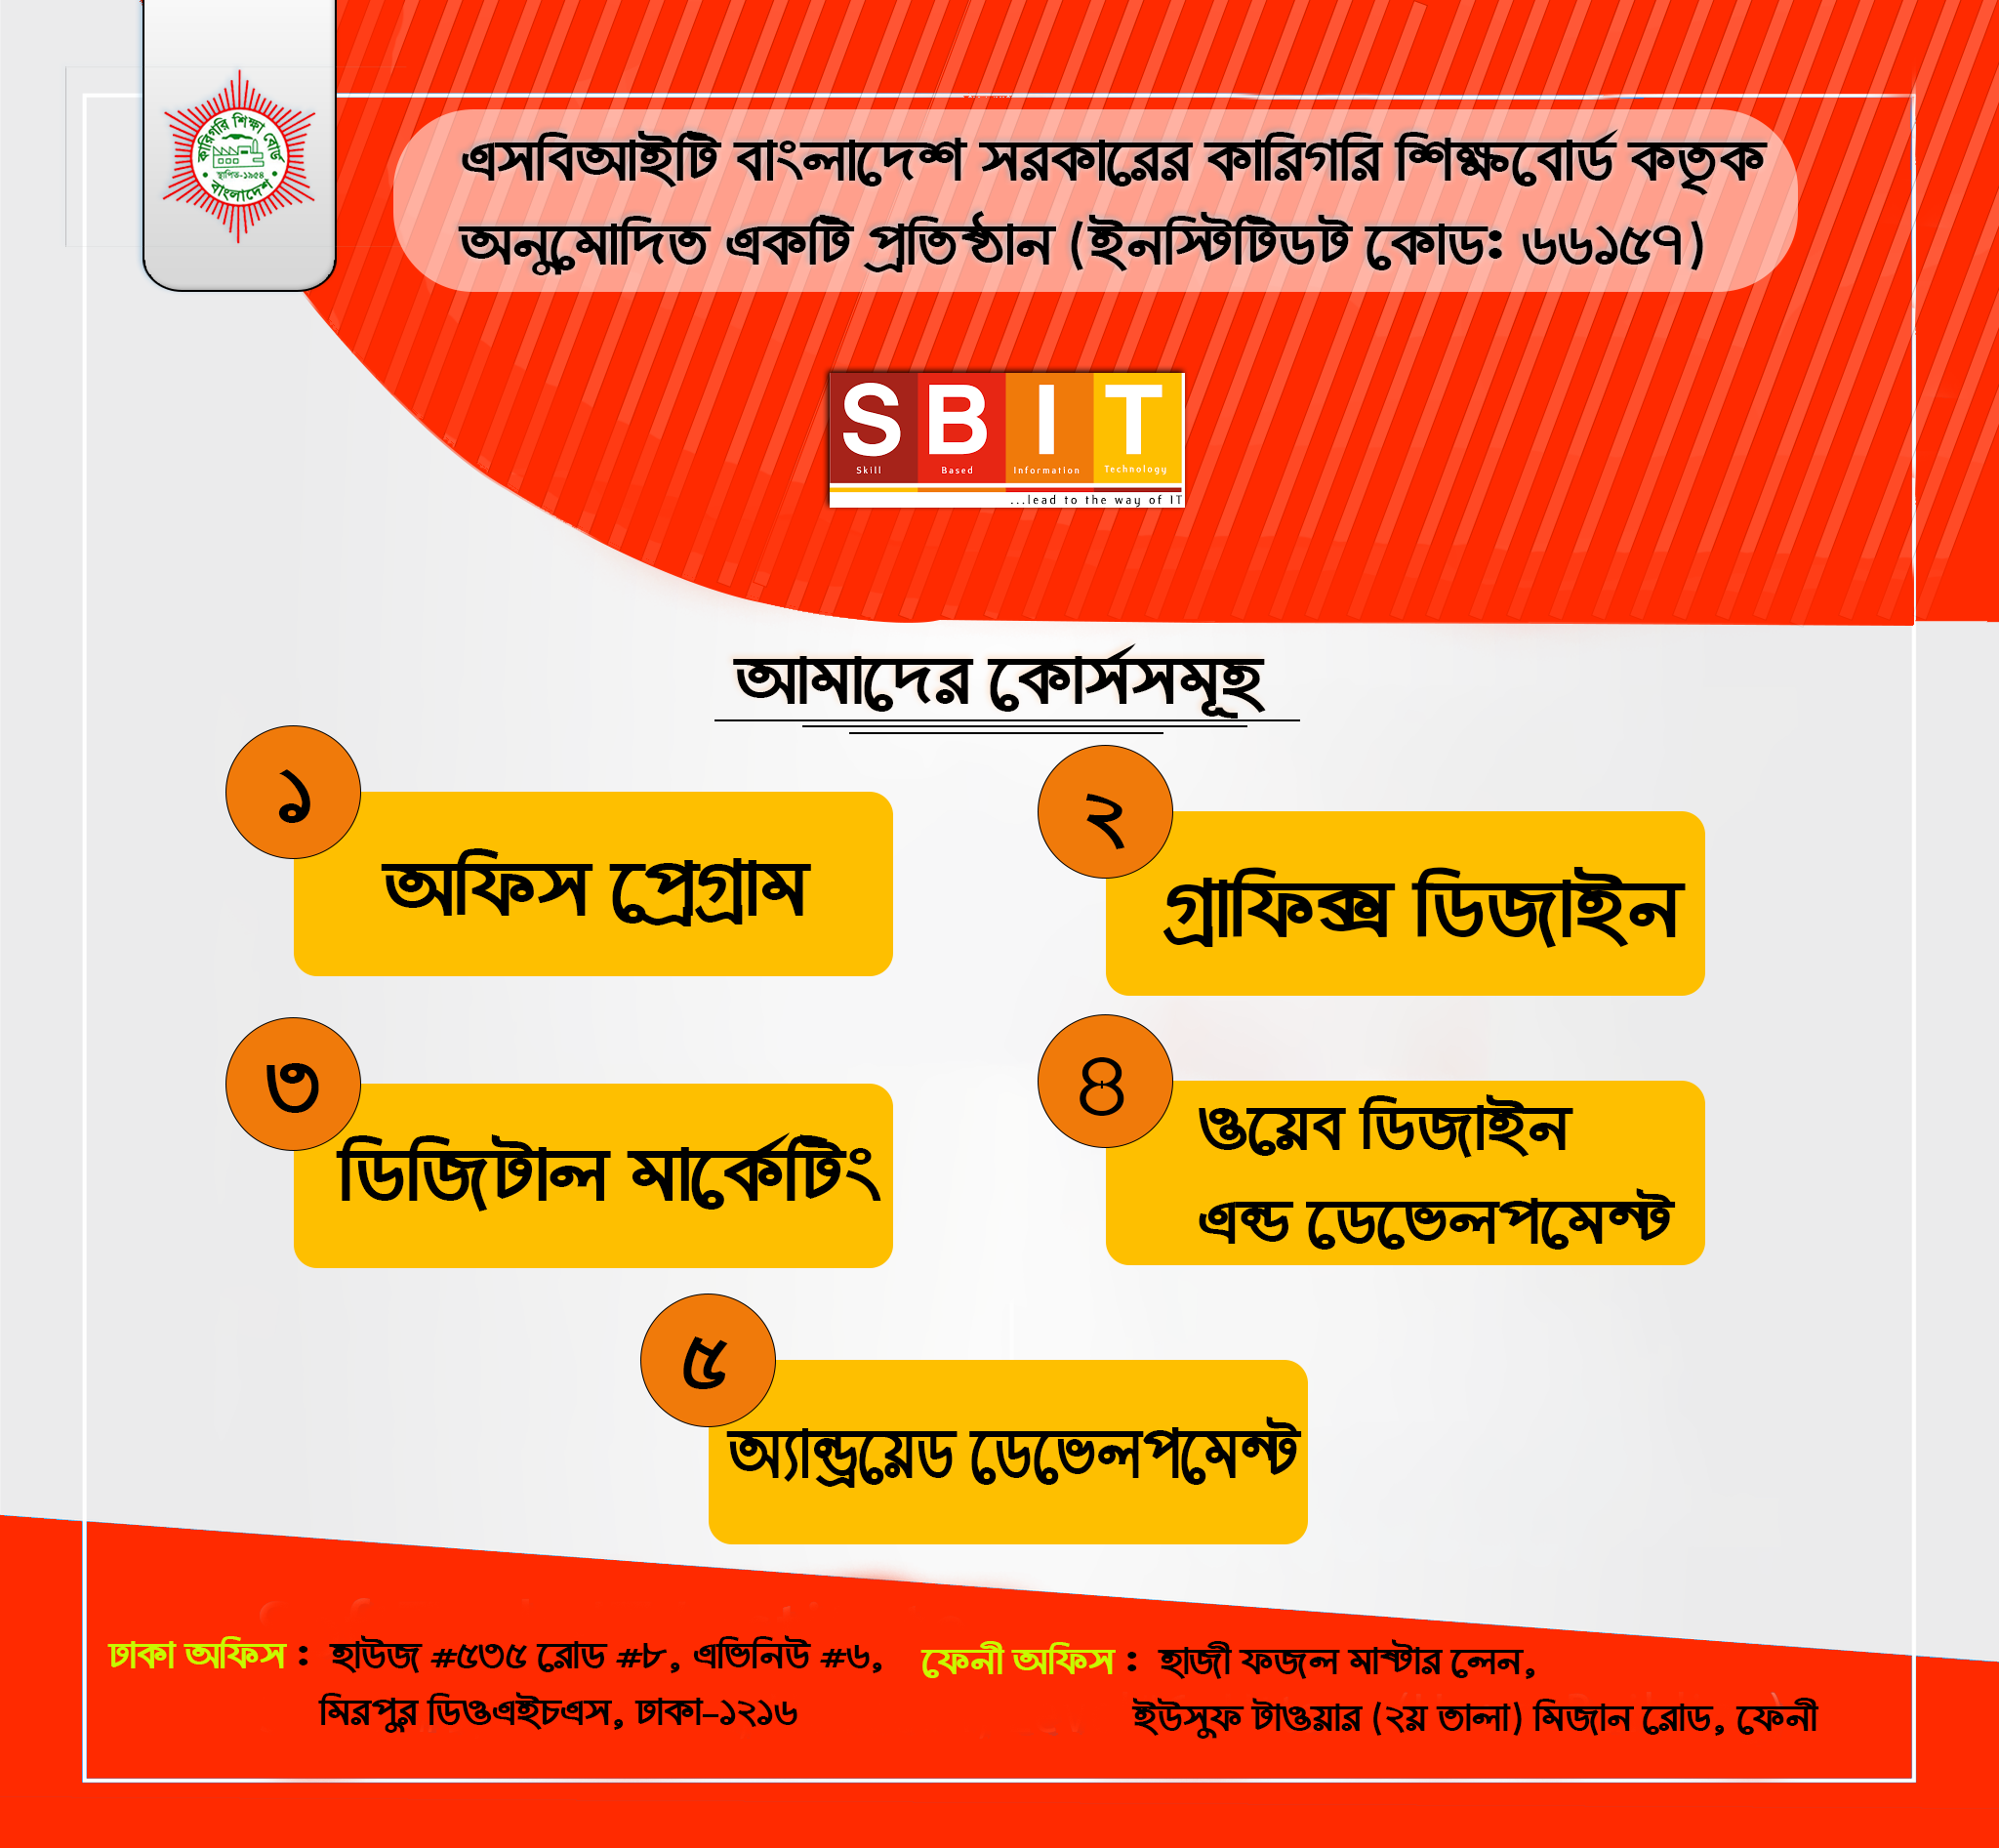 কারিগরি শিক্ষা বোর্ড
স্থাপিত-১৯৫৪
বাংলাদেশ
এসবিআইটি বাংলাদেশ সরকারের কারিগরি শিক্ষবোর্ড কতৃক
অনুমোদিত একটি প্রতিষ্ঠান (ইনস্টিটিডট কোড: ৬৬১৫৭)
S B I T
Skill Based Information Technology
...lead to the way of IT
আমাদের কোর্সসমূহ
১
অফিস প্রেগ্রাম
২
গ্রাফিক্স ডিজাইন
৩
ডিজিটাল মার্কেটিং
৪
ওয়েব ডিজাইন
এন্ড ডেভেলপমেন্ট
৫
অ্যান্ড্রয়েড ডেভেলপমেন্ট
ঢাকা অফিস : হাউজ #৫৩৫ রোড #৮, এভিনিউ #৬,
মিরপুর ডিওএইচএস, ঢাকা-১২১৬
ফেনী অফিস : হাজী ফজল মাষ্টার লেন,
ইউসুফ টাওয়ার (২য় তালা) মিজান রোড, ফেনী